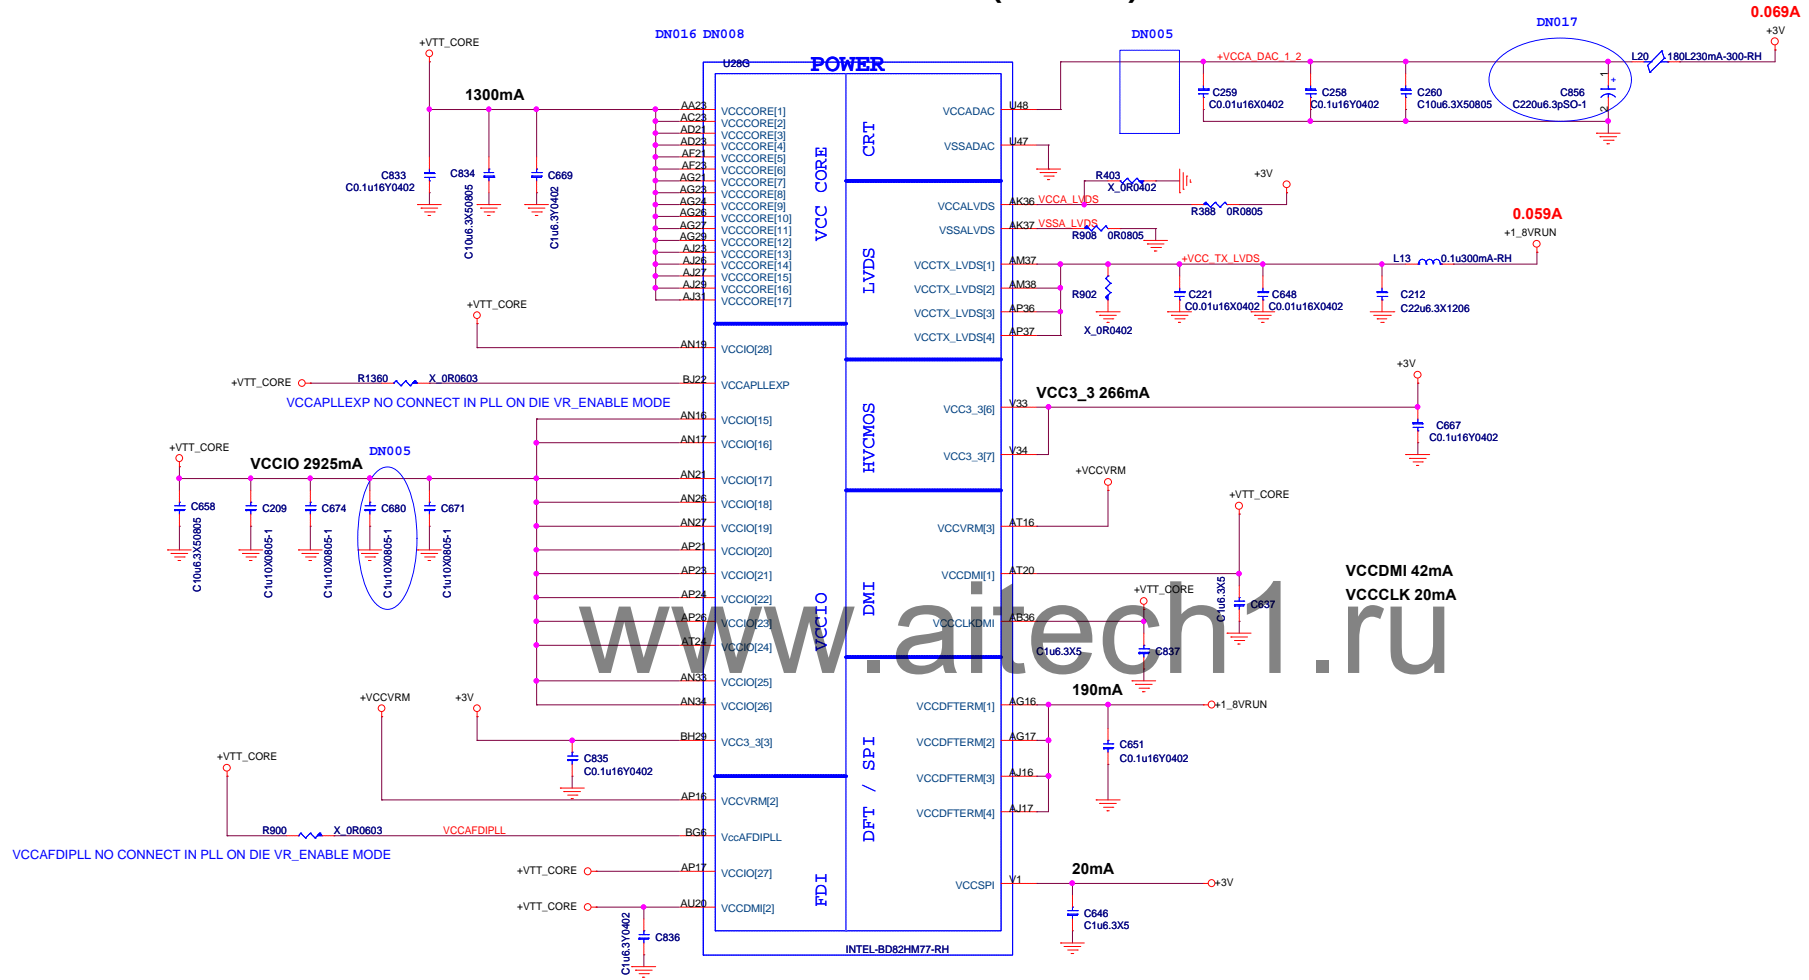 0.069A
DN017
+3V
DN016 DN008
DN005
+VTT_CORE
U28G
POWER
+VCCA_DAC_1_2
L20
180L230mA-300-RH
1300mA
C259
C0.01u16X0402
C258
C0.1u16Y0402
C260
C10u6.3X50805
C856
C220u6.3pSO-1
1
+
2
AA23
VCCCORE[1]
AC23
VCCCORE[2]
AD21
VCCCORE[3]
AD23
VCCCORE[4]
AF21
VCCCORE[5]
AF23
VCCCORE[6]
AG21
VCCCORE[7]
AG23
VCCCORE[8]
AG24
VCCCORE[9]
AG26
VCCCORE[10]
AG27
VCCCORE[11]
AG29
VCCCORE[12]
AJ23
VCCCORE[13]
AJ26
VCCCORE[14]
AJ27
VCCCORE[15]
AJ29
VCCCORE[16]
AJ31
VCCCORE[17]
VCC CORE
CRT
VCCADAC
U48
VSSADAC
U47
C833
C0.1u16Y0402
C834
C10u6.3X50805
C669
C1u6.3Y0402
R403
X_0R0402
+3V
VCCALVDS
AK36
VCCA_LVDS
R388 0R0805
VSSALVDS
AK37
VSSA_LVDS
R908 0R0805
0.059A
+1_8VRUN
LVDS
VCCTX_LVDS[1]
AM37
+VCC_TX_LVDS
L13
0.1u300mA-RH
VCCTX_LVDS[2]
AM38
VCCTX_LVDS[3]
AP36
VCCTX_LVDS[4]
AP37
R902
X_0R0402
C221
C0.01u16X0402
C648
C0.01u16X0402
C212
C22u6.3X1206
+VTT_CORE
AN19
VCCIO[28]
+VTT_CORE
R1360
X_0R0603
BJ22
VCCAPLLEXP
VCCAPLLEXP NO CONNECT IN PLL ON DIE VR_ENABLE MODE
+3V
VCC3_3 266mA
HVCMOS
VCC3_3[6]
V33
VCC3_3[7]
V34
C667
C0.1u16Y0402
AN16
VCCIO[15]
AN17
VCCIO[16]
AN21
VCCIO[17]
AN26
VCCIO[18]
AN27
VCCIO[19]
AP21
VCCIO[20]
AP23
VCCIO[21]
AP24
VCCIO[22]
AP26
VCCIO[23]
AT24
VCCIO[24]
AN33
VCCIO[25]
AN34
VCCIO[26]
VCCIO
+VTT_CORE
VCCIO 2925mA
DN005
C658
C10u6.3X50805
C209
C1u10X0805-1
C674
C1u10X0805-1
C680
C1u10X0805-1
C671
C1u10X0805-1
+VCCVRM
VCCVRM[3]
AT16
+VTT_CORE
DMI
VCCDMI[1]
AT20
C1u6.3X5
C637
VCCDMI 42mA
VCCCLK 20mA
+VTT_CORE
VCCCLKDMI
AB36
C1u6.3X5
C837
www.aitech1.ru
+VCCVRM
+3V
BH29
VCC3_3[3]
C835
C0.1u16Y0402
190mA
DFT / SPI
VCCDFTERM[1]
AG16
+1_8VRUN
VCCDFTERM[2]
AG17
VCCDFTERM[3]
AJ16
VCCDFTERM[4]
AJ17
C651
C0.1u16Y0402
+VTT_CORE
AP16
VCCVRM[2]
R900
X_0R0603
VCCAFDIPLL
BG6
VccAFDIPLL
VCCAFDIPLL NO CONNECT IN PLL ON DIE VR_ENABLE MODE
+VTT_CORE
AP17
VCCIO[27]
FDI
+VTT_CORE
AU20
VCCDMI[2]
C1u6.3Y0402
C836
20mA
VCCSPI
V1
+3V
C646
C1u6.3X5
INTEL-BD82HM77-RH